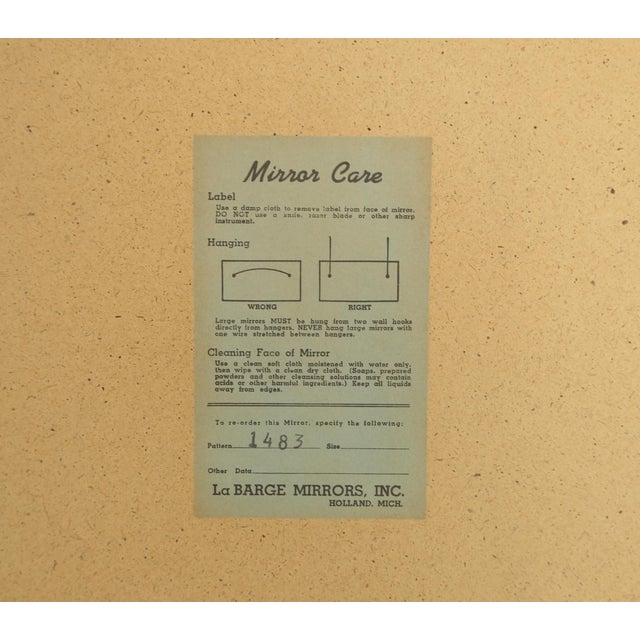 Mirror Care
Label
Use a damp cloth to remove label from face of mirror.
DO NOT use a knife, razor blade or other sharp
instrument.
Hanging
WRONG RIGHT
Large mirrors MUST be hung from two wall hooks
directly from hangers. NEVER hang large mirrors with
one wire stretched between hangers.
Cleaning Face of Mirror
Use a clean soft cloth moistened with water only,
then wipe with a clean dry cloth. (Soaps, prepared
powders and other cleansing solutions may contain
acids or other harmful ingredients.) Keep all liquids
away from edges.
To re-order this Mirror, specify the following:
Pattern 1483 Size
Other Data
La BARGE MIRRORS, INC.
HOLLAND, MICH.